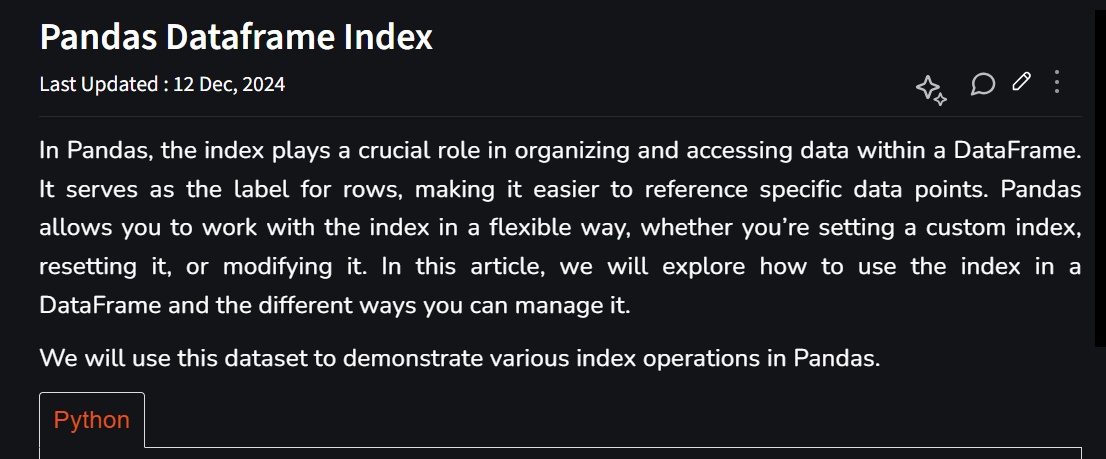 Pandas Dataframe Index
Last Updated : 12 Dec, 2024
In Pandas, the index plays a crucial role in organizing and accessing data within a DataFrame.
It serves as the label for rows, making it easier to reference specific data points. Pandas
allows you to work with the index in a flexible way, whether you’re setting a custom index,
resetting it, or modifying it. In this article, we will explore how to use the index in a
DataFrame and the different ways you can manage it.
We will use this dataset to demonstrate various index operations in Pandas.
Python